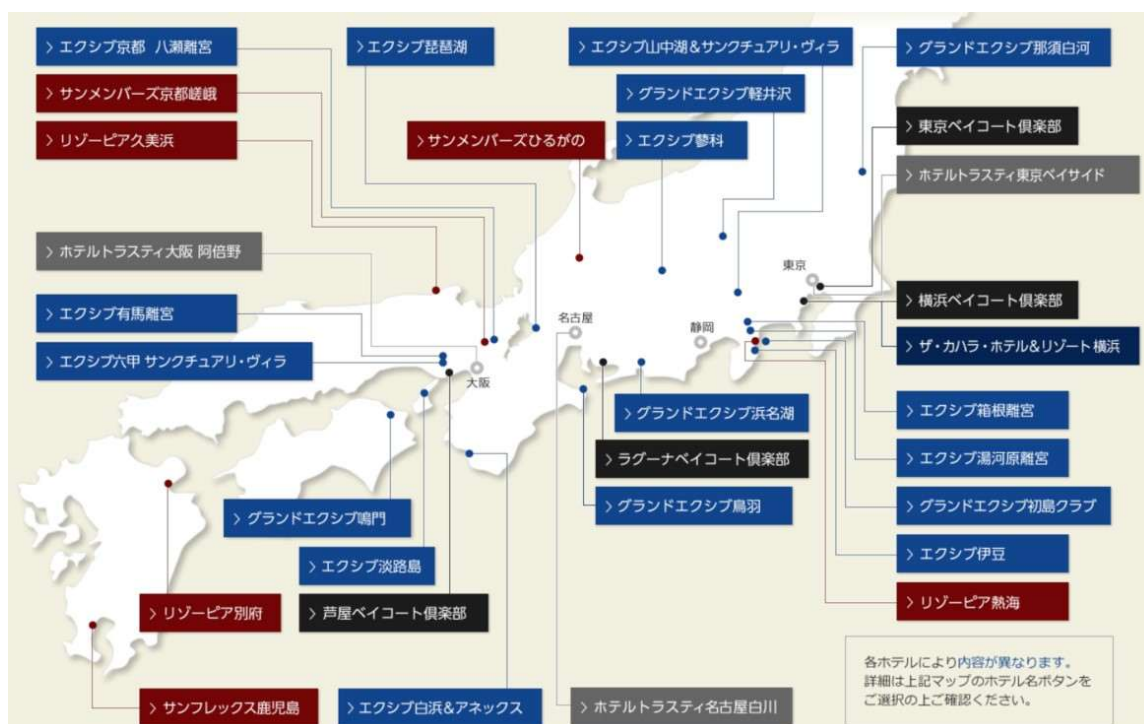 > エクシブ京都 八瀬離宮
> エクシブ琵琶湖
> エクシブ山中湖&サンクチュアリ・ヴィラ
> グランドエクシブ那須白河
> サンメンバーズ京都嵯峨
> グランドエクシブ軽井沢
> 東京ベイコート倶楽部
> リゾーピア久美浜
> サンメンバーズひるがの
> エクシブ蓼科
> ホテルトラスティ東京ベイサイド
> ホテルトラスティ大阪 阿倍野
東京
> 横浜ベイコート倶楽部
> エクシブ有馬離宮
名古屋
静岡
> ザ・カハラ・ホテル&リゾート 横浜
> エクシブ六甲 サンクチュアリ・ヴィラ
大阪
> グランドエクシブ浜名湖
> エクシブ箱根離宮
> ラグーナベイコート倶楽部
> エクシブ湯河原離宮
> グランドエクシブ鳴門
> グランドエクシブ鳥羽
> グランドエクシブ初島クラブ
> エクシブ淡路島
> エクシブ伊豆
> リゾーピア別府
> 芦屋ベイコート倶楽部
> リゾーピア熱海
各ホテルにより内容が異なります。
詳細は上記マップのホテル名ボタンを
ご選択の上ご確認ください。
> サンフレックス鹿児島
> エクシブ白浜&アネックス
> ホテルトラスティ名古屋白川